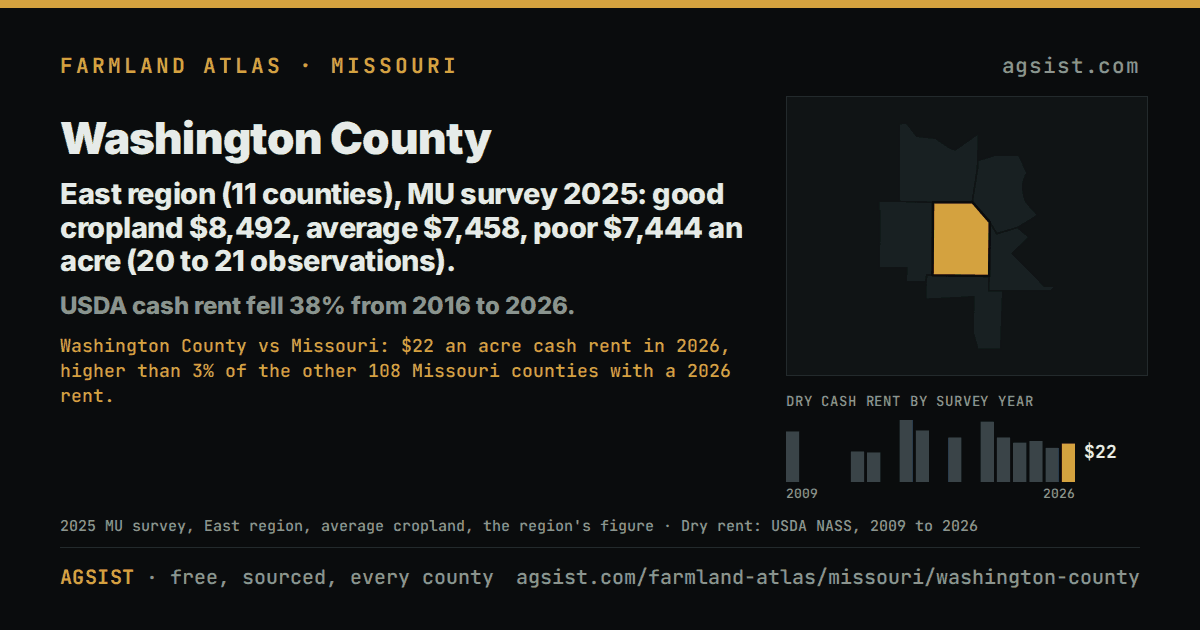 FARMLAND ATLAS · MISSOURI
agsist.com
Washington County
East region (11 counties), MU survey 2025: good
cropland $8,492, average $7,458, poor $7,444 an
acre (20 to 21 observations).
USDA cash rent fell 38% from 2016 to 2026.
Washington County vs Missouri: $22 an acre cash rent in 2026,
higher than 3% of the other 108 Missouri counties with a 2026
rent.
DRY CASH RENT BY SURVEY YEAR
$22
2009
2026
2025 MU survey, East region, average cropland, the region's figure · Dry rent: USDA NASS, 2009 to 2026
AGSIST · free, sourced, every county
agsist.com/farmland-atlas/missouri/washington-county